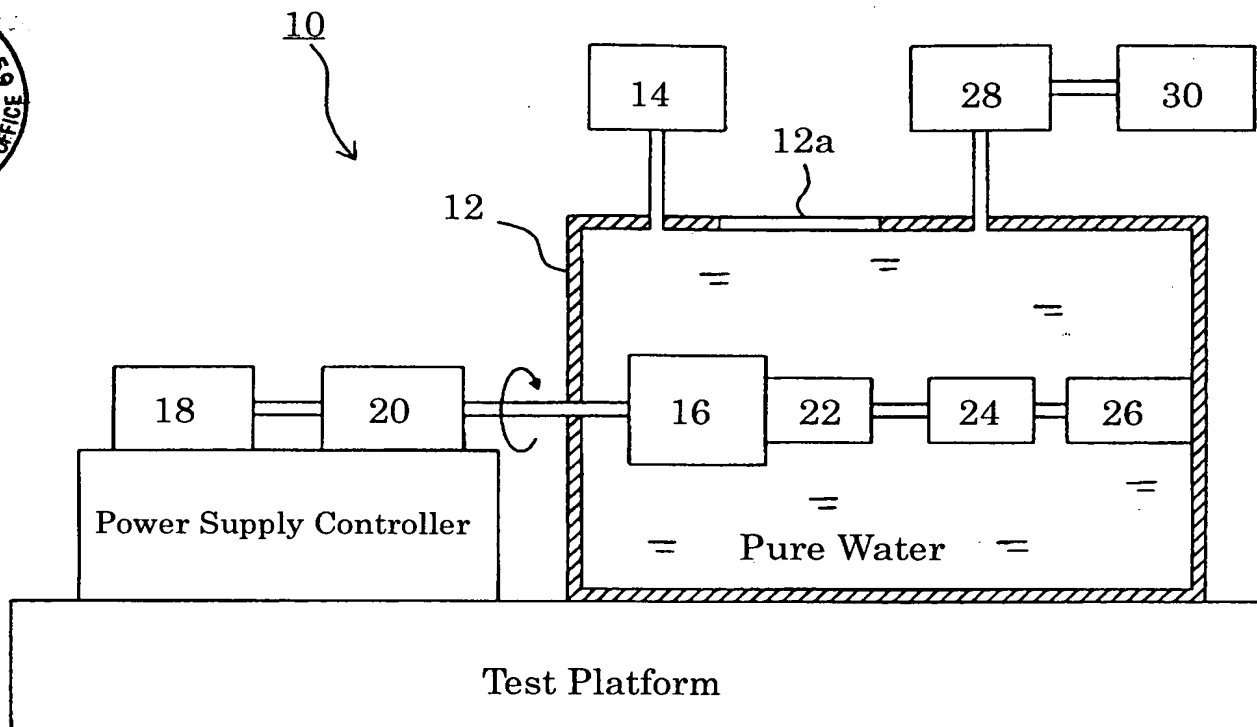 10
14
28
30
12a
12
18
20
16
22
24
26
Power Supply Controller
Pure Water
Test Platform
OFFICE